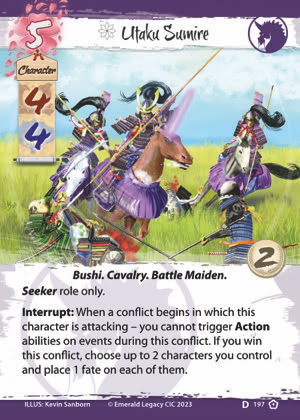 5
Utaku Sumire
Character
4
4
2
Bushi. Cavalry. Battle Maiden.
Seeker role only.
Interrupt: When a conflict begins in which this
character is attacking – you cannot trigger Action
abilities on events during this conflict. If you win
this conflict, choose up to 2 characters you control
and place 1 fate on each of them.
ILLUS: Kevin Sanborn © Emerald Legacy CIC 2023 D 197